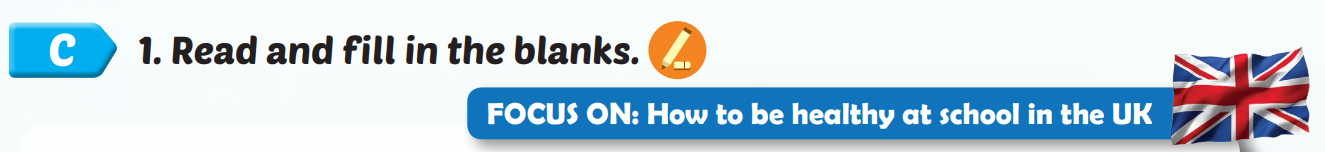 C 1. Read and fill in the blanks.
FOCUS ON: How to be healthy at school in the UK